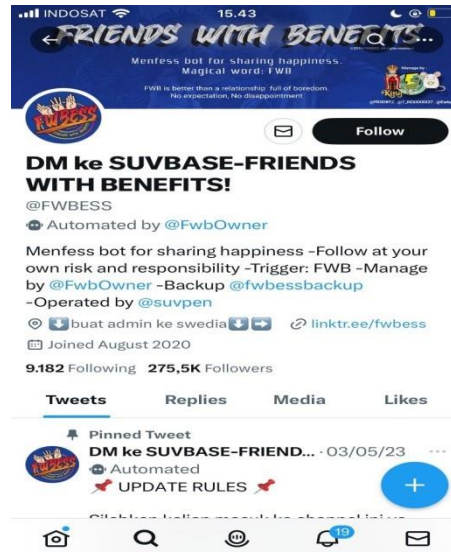 INDOSAT 15.43
FRIENDS WITH BENEFITS
Menfess bot for sharing happiness.
Magical word: FWB
FWB is better than a relationship full of boredom.
No expectation, No disappointment
FWBESS
Follow
DM ke SUVBASE-FRIENDS
WITH BENEFITS!
@FWBESS
Automated by @FwbOwner
Menfess bot for sharing happiness -Follow at your
own risk and responsibility -Trigger: FWB -Manage
by @FwbOwner -Backup @fwbessbackup
-Operated by @suvpen
buat admin ke swedia linktr.ee/fwbess
Joined August 2020
9.182 Following 275,5K Followers
Tweets Replies Media Likes
Pinned Tweet
DM ke SUVBASE-FRIEND... · 03/05/23 ...
Automated
📌 UPDATE RULES 📌
19